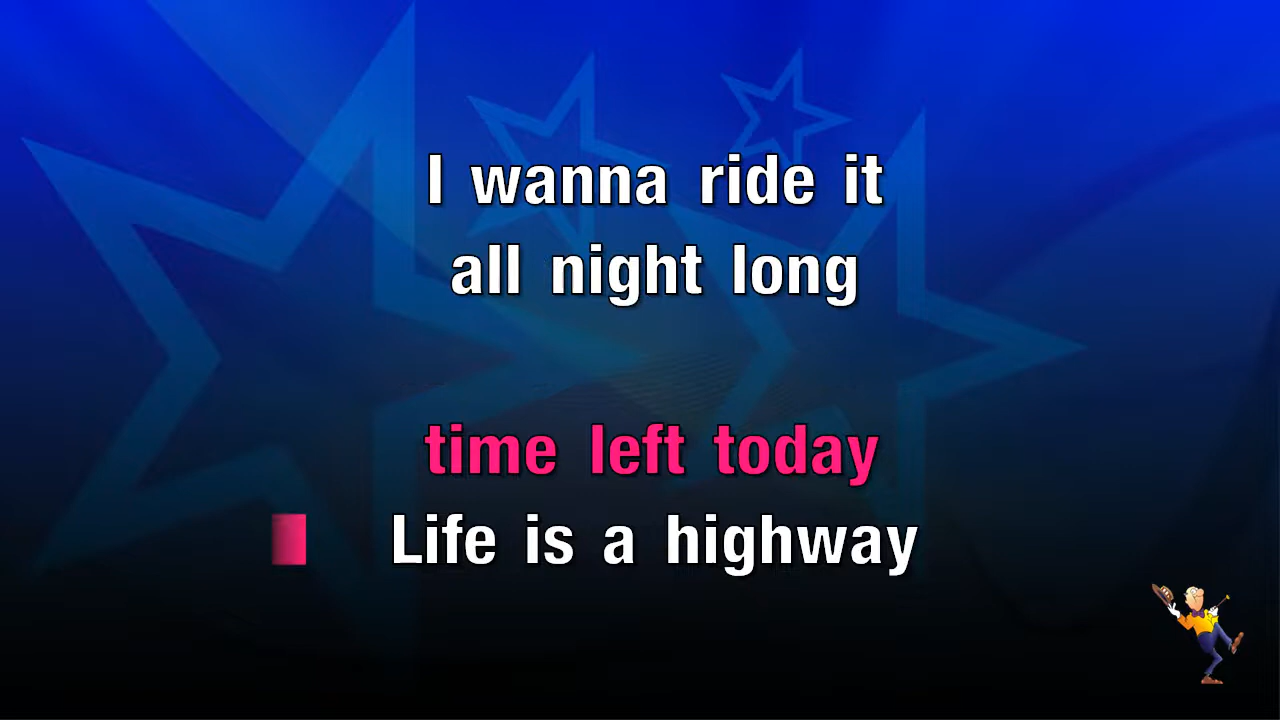 I wanna ride it
all night long
time left today
Life is a highway